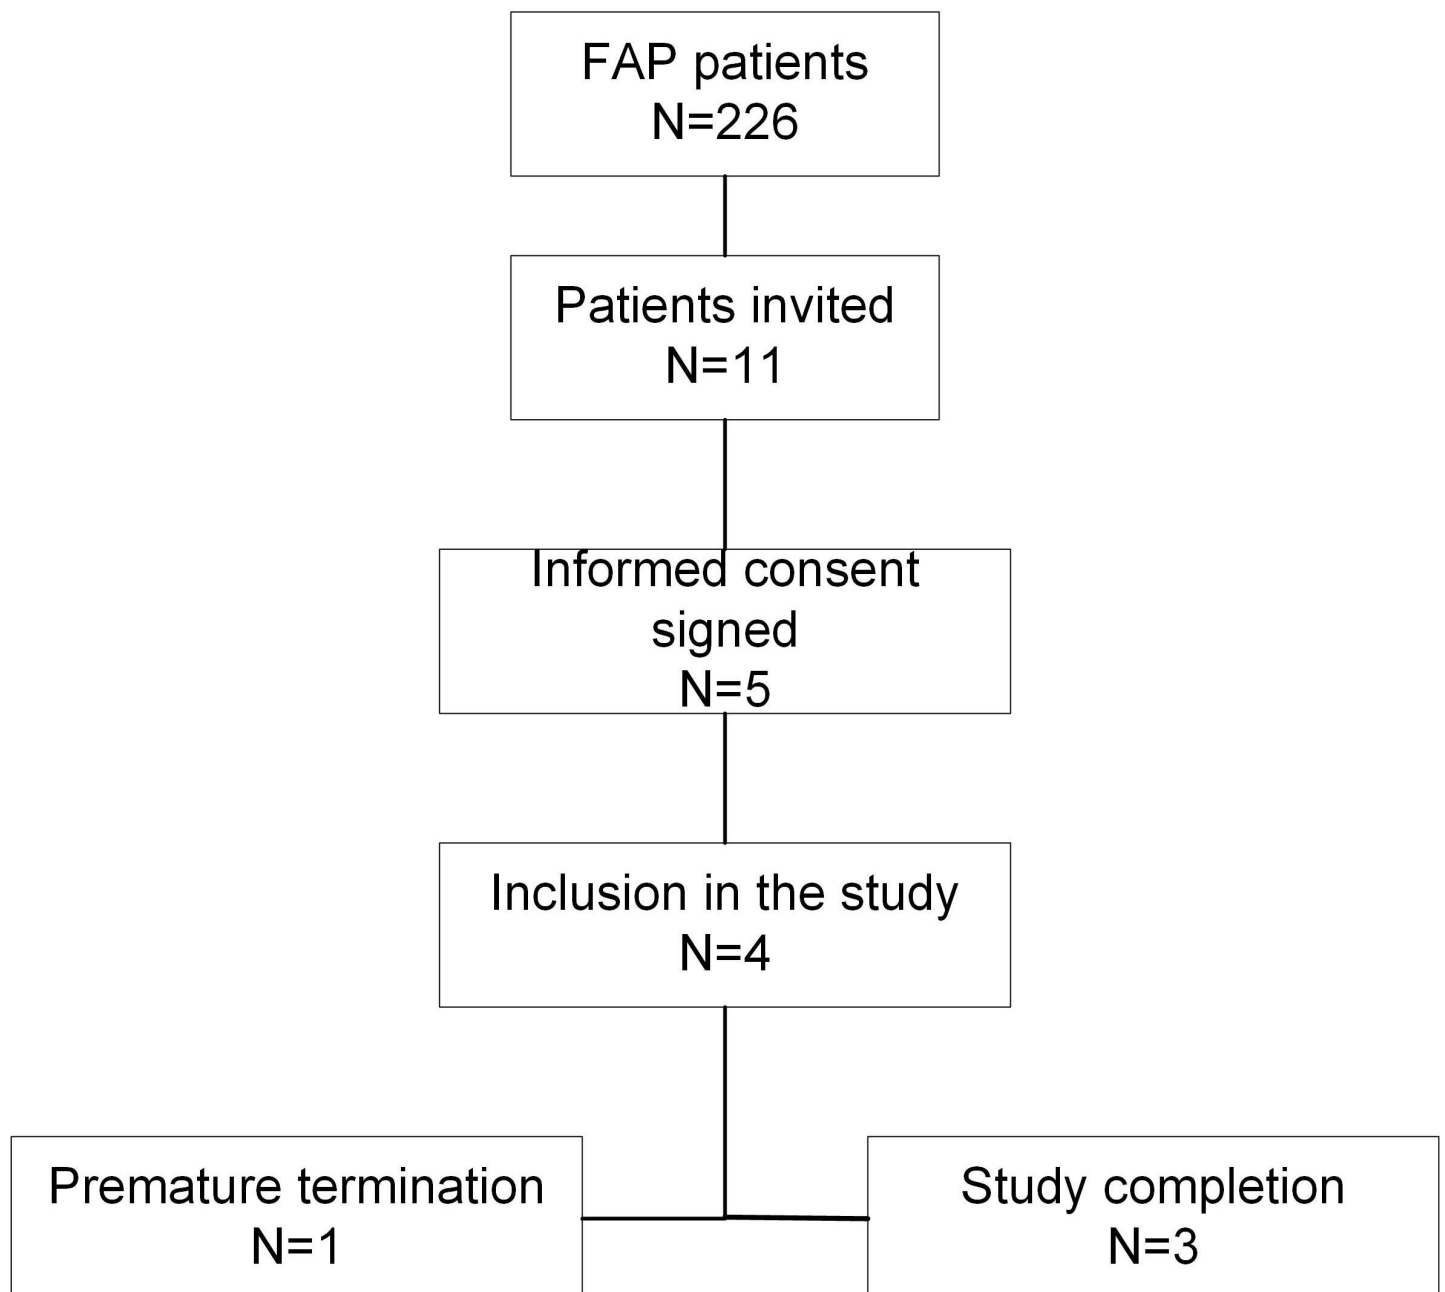 FAP patients
N=226
Patients invited
N=11
Informed consent
signed
N=5
Inclusion in the study
N=4
Premature termination
N=1
Study completion
N=3